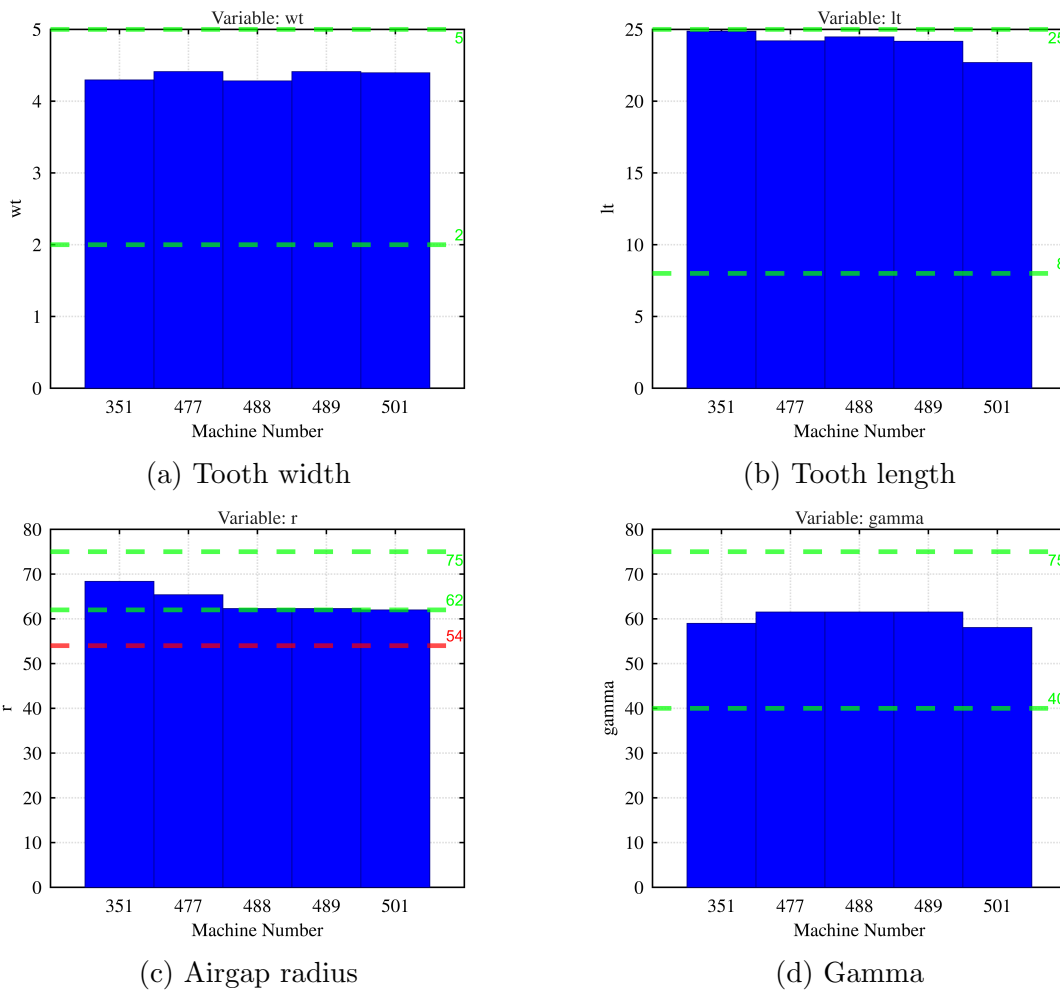 Variable: wt
5
4
3
2
1
0
5
2
wt
351 477 488 489 501
Machine Number
(a) Tooth width
Variable: lt
25
20
15
10
5
0
25
8
lt
351 477 488 489 501
Machine Number
(b) Tooth length
Variable: r
80
70
60
50
40
30
20
10
0
75
62
54
r
351 477 488 489 501
Machine Number
(c) Airgap radius
Variable: gamma
80
70
60
50
40
30
20
10
0
75
40
gamma
351 477 488 489 501
Machine Number
(d) Gamma